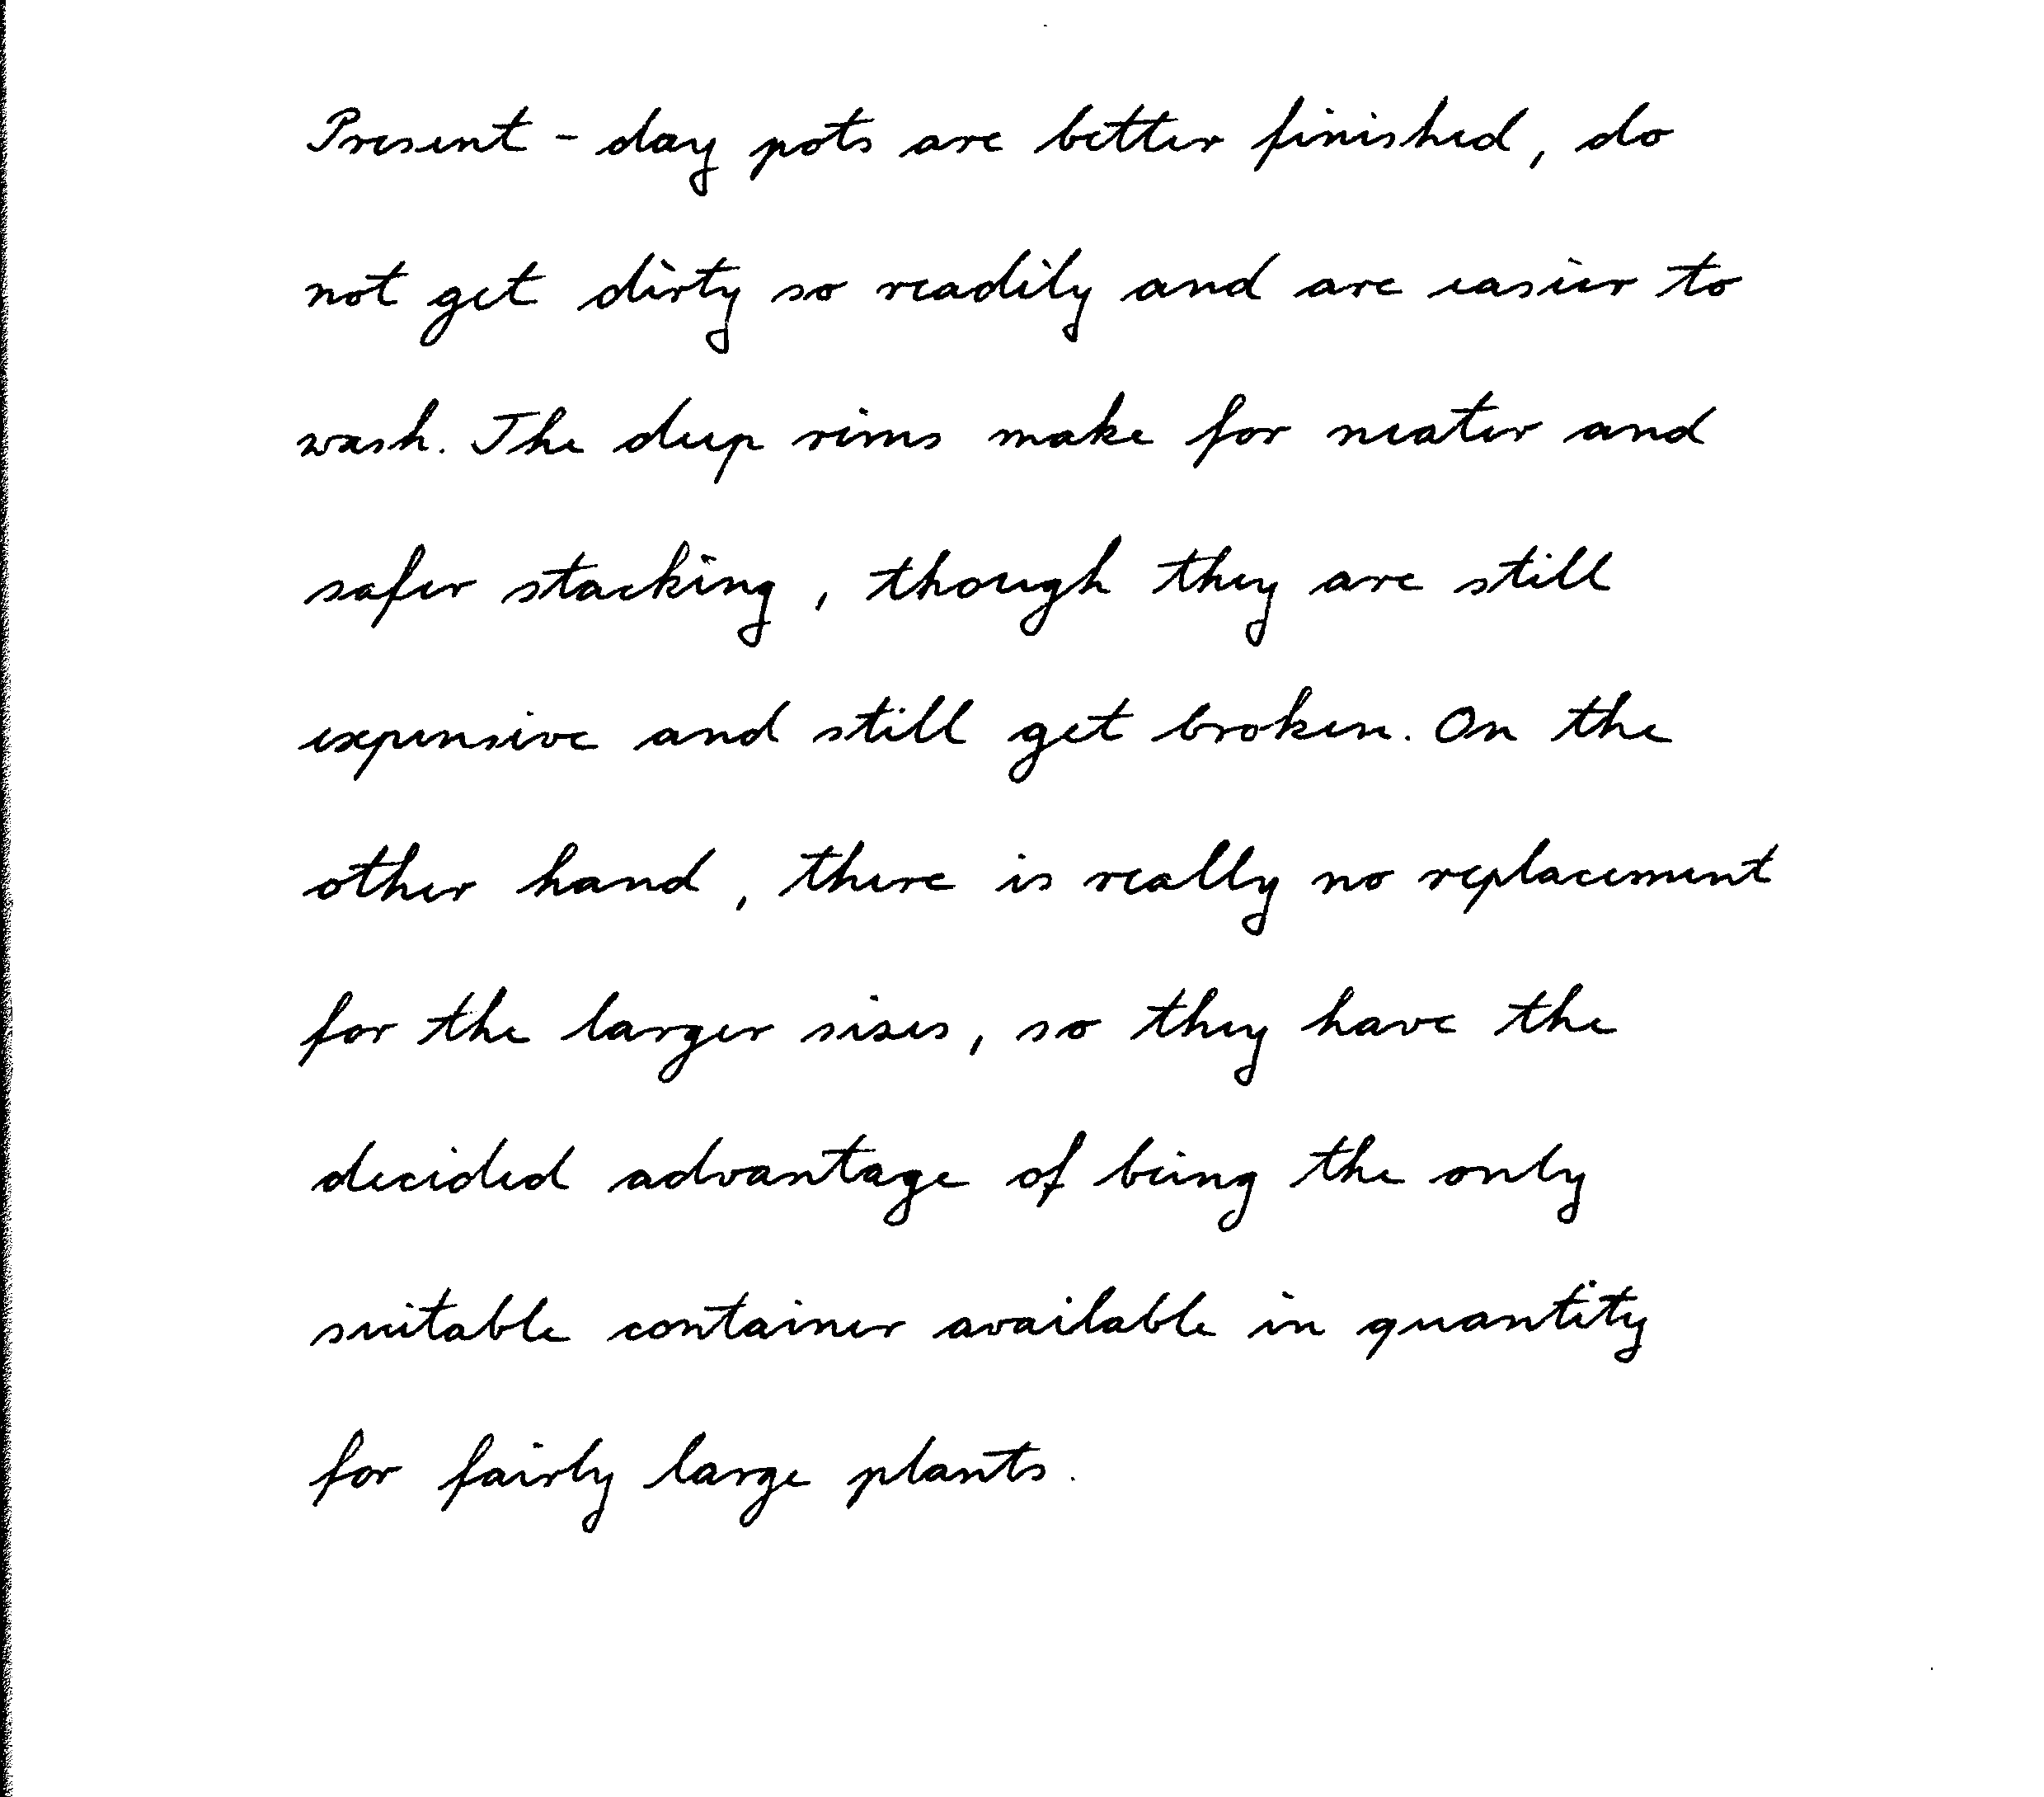 Present - day pots are better finished, do
not get dirty so readily and are easier to
wash. The deep rims make for neater and
safer stacking, though they are still
expensive and still get broken. On the
other hand, there is really no replacement
for the larger sizes, so they have the
decided advantage of being the only
suitable container available in quantity
for fairly large plants.